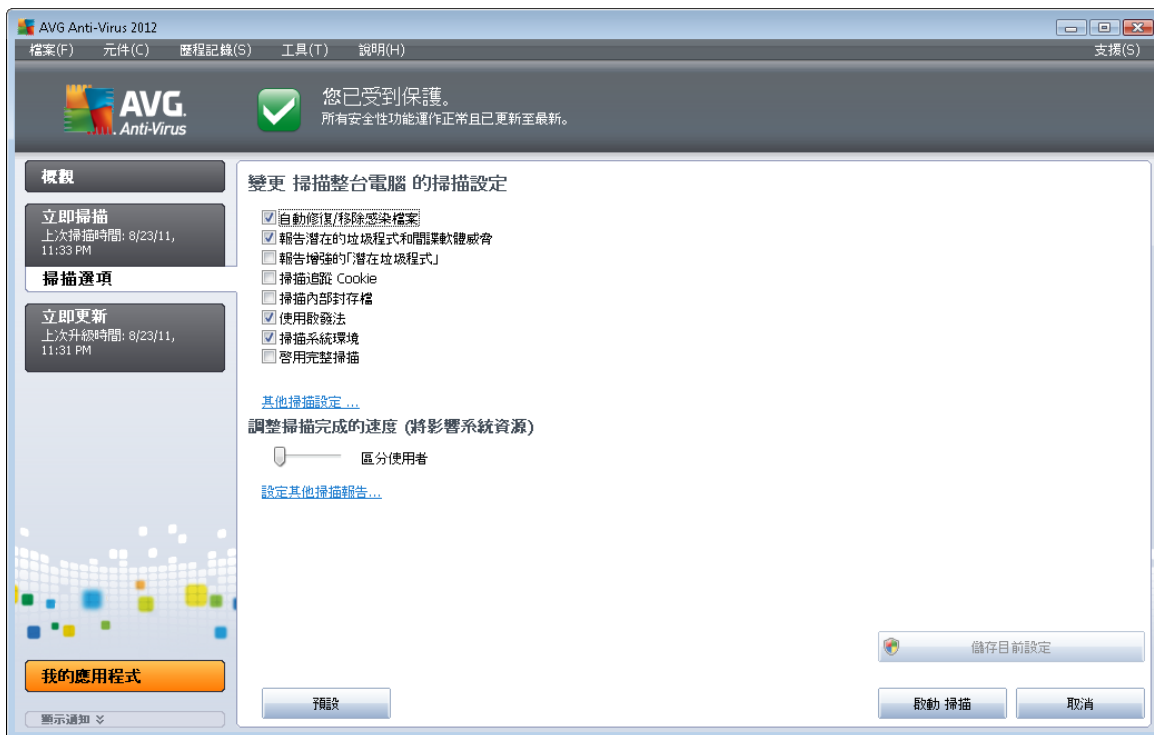 AVG Anti-Virus 2012
檔案(F) 元件(C) 歷程記錄(S) 工具(T) 說明(H) 支援(S)
AVG.
Anti-Virus
您已受到保護。
所有安全性功能運作正常且已更新至最新。
概觀
立即掃描
上次掃描時間: 8/23/11,
11:33 PM
掃描選項
立即更新
上次升級時間: 8/23/11,
11:31 PM
我的應用程式
顯示通知
變更 掃描整台電腦 的掃描設定
自動修復/移除感染檔案
報告潛在的垃圾程式和間諜軟體威脅
報告增強的「潛在垃圾程式」
掃描追蹤 Cookie
掃描內部封存檔
使用啟發法
掃描系統環境
啓用完整掃描
其他掃描設定 ...
調整掃描完成的速度 (將影響系統資源)
區分使用者
設定其他掃描報告...
儲存目前設定
預設
啟動 掃描
取消